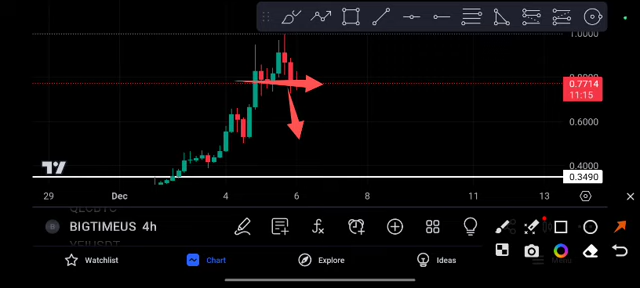 1.0000
0.7714
11:15
0.6000
0.4000
0.3490
29 Dec 4 6 8 11 13
BIGTIMEUS 4h
Watchlist Chart Explore Ideas